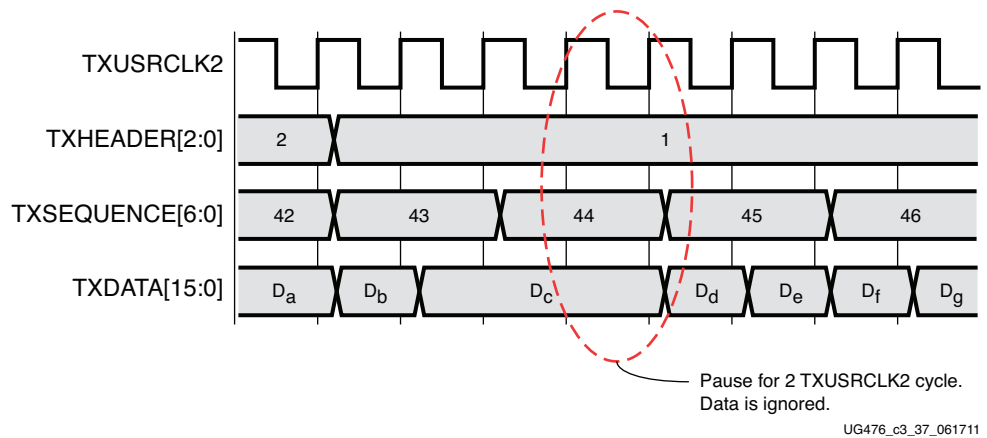 TXUSRCLK2
TXHEADER[2:0] 2 1
TXSEQUENCE[6:0] 42 43 44 45 46
TXDATA[15:0] Da Db Dc Dd De Df Dg
Pause for 2 TXUSRCLK2 cycle.
Data is ignored.
UG476_c3_37_061711